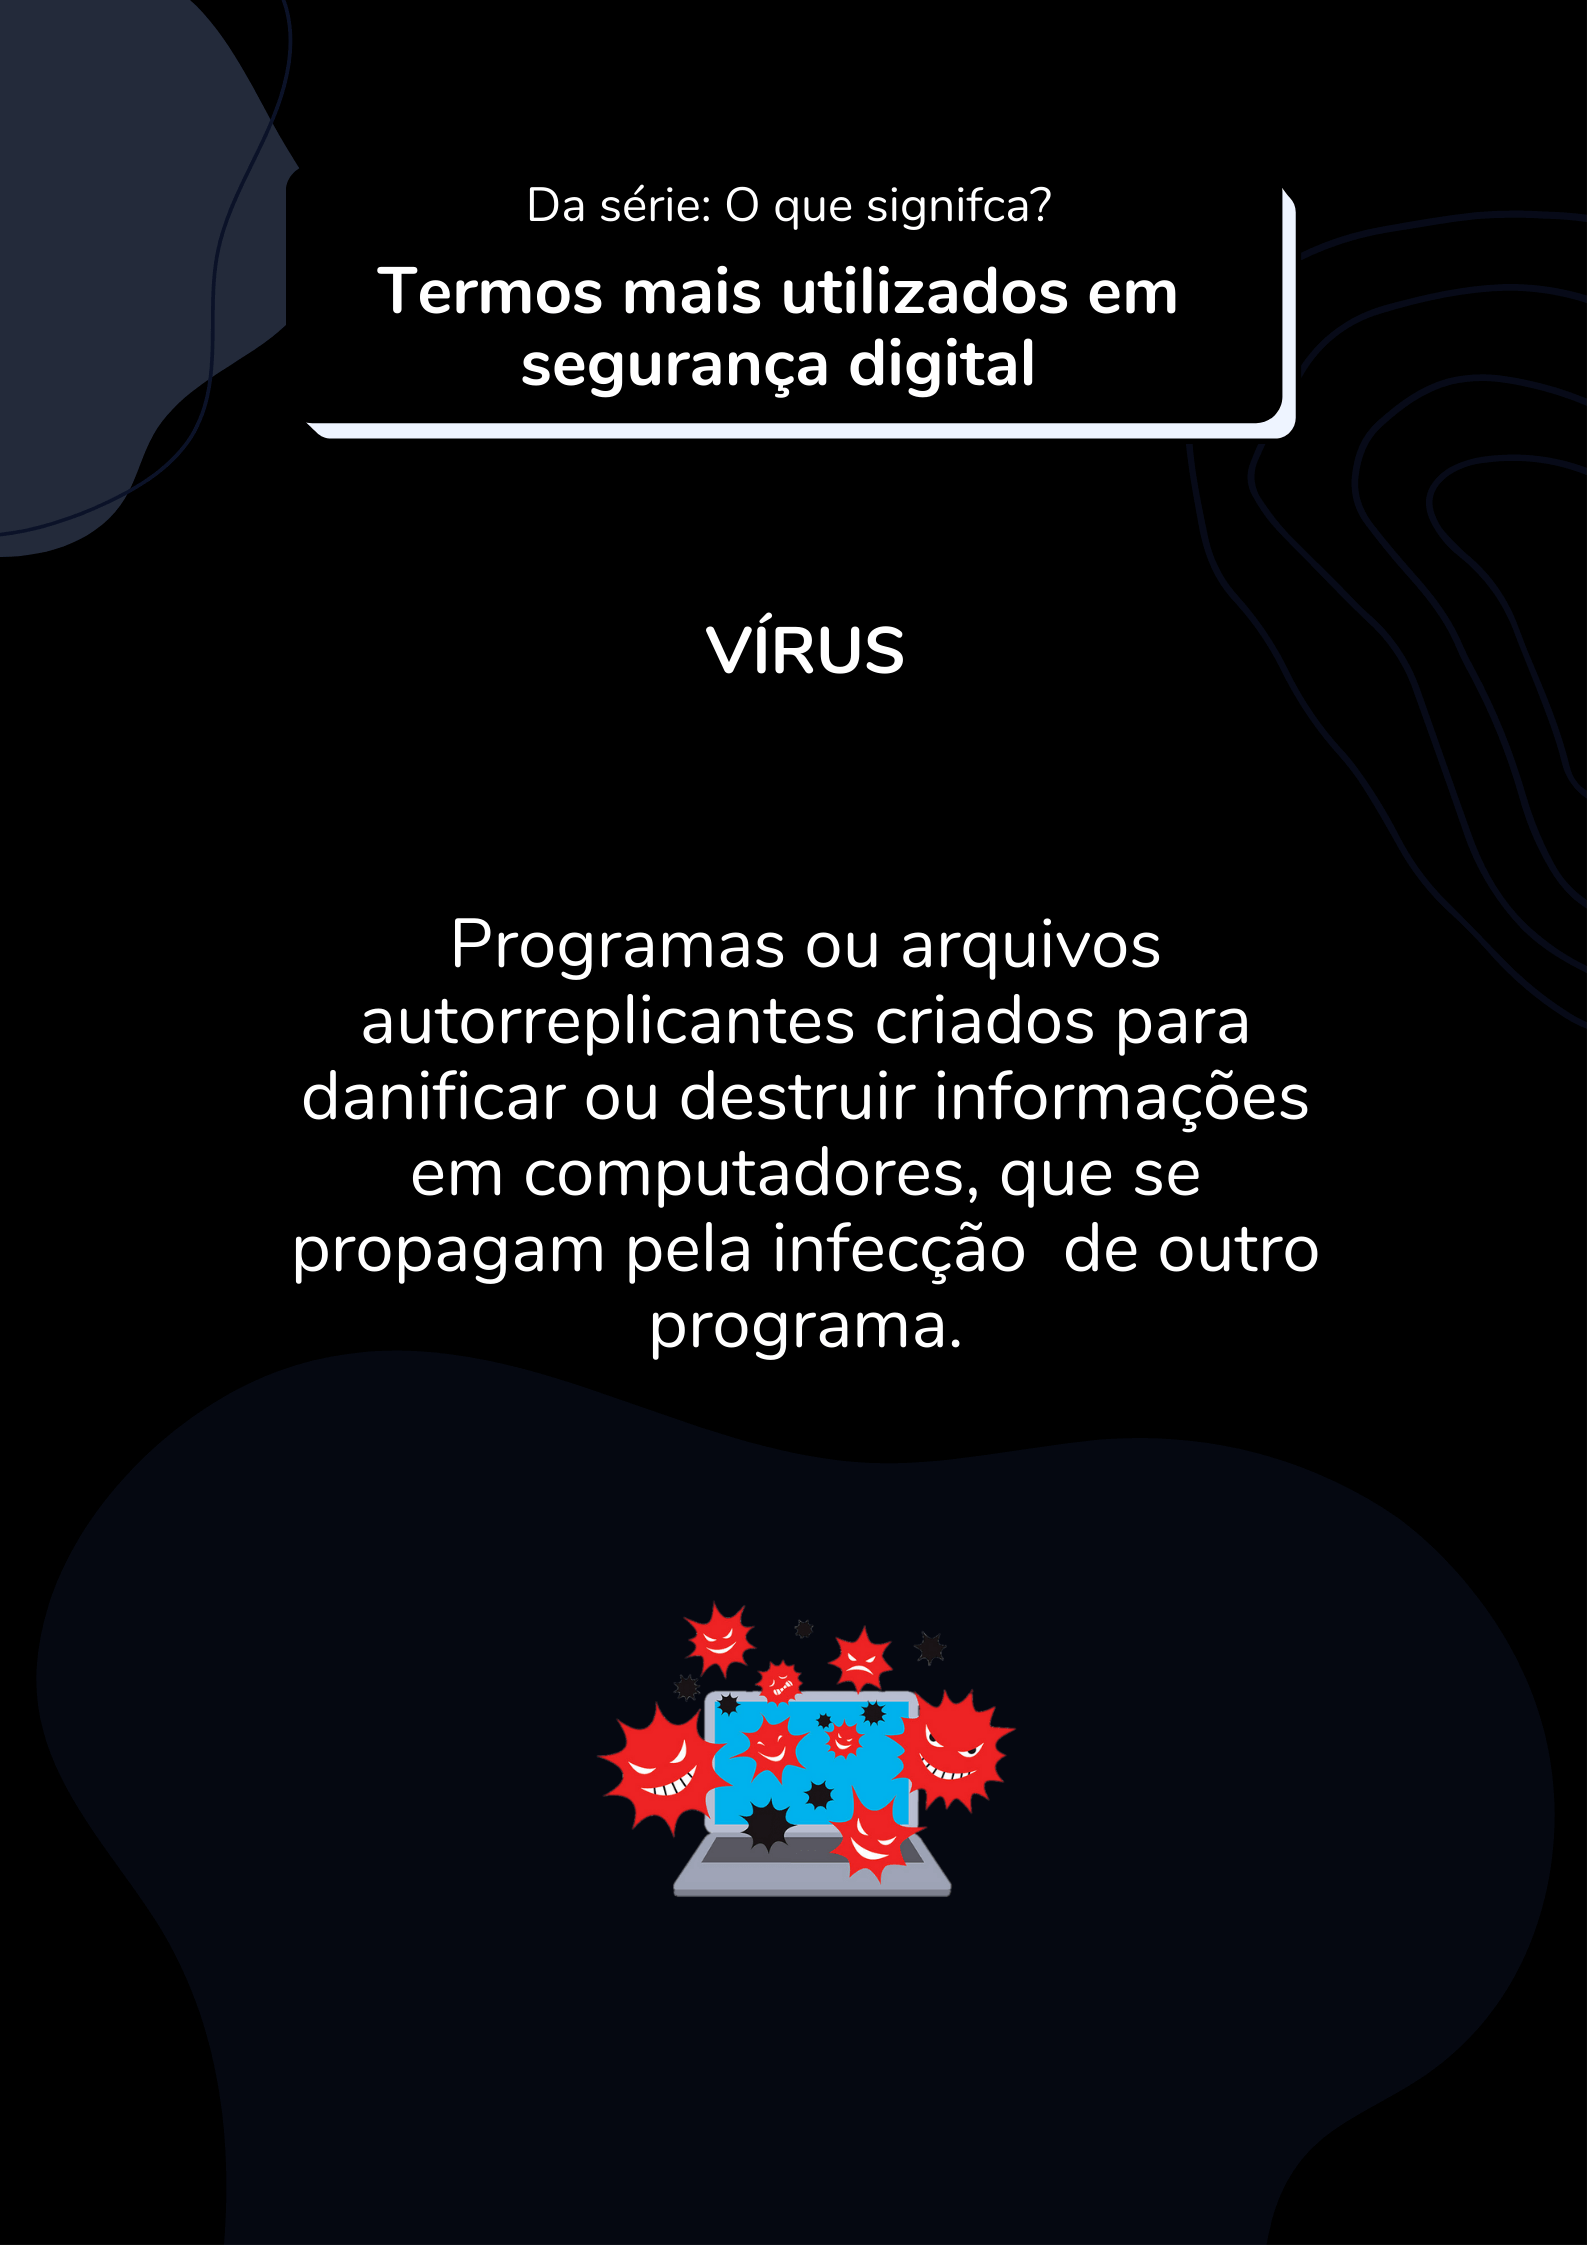 Da série: O que signifca?
Termos mais utilizados em
segurança digital
VÍRUS
Programas ou arquivos
autorreplicantes criados para
danificar ou destruir informações
em computadores, que se
propagam pela infecção  de outro
programa.